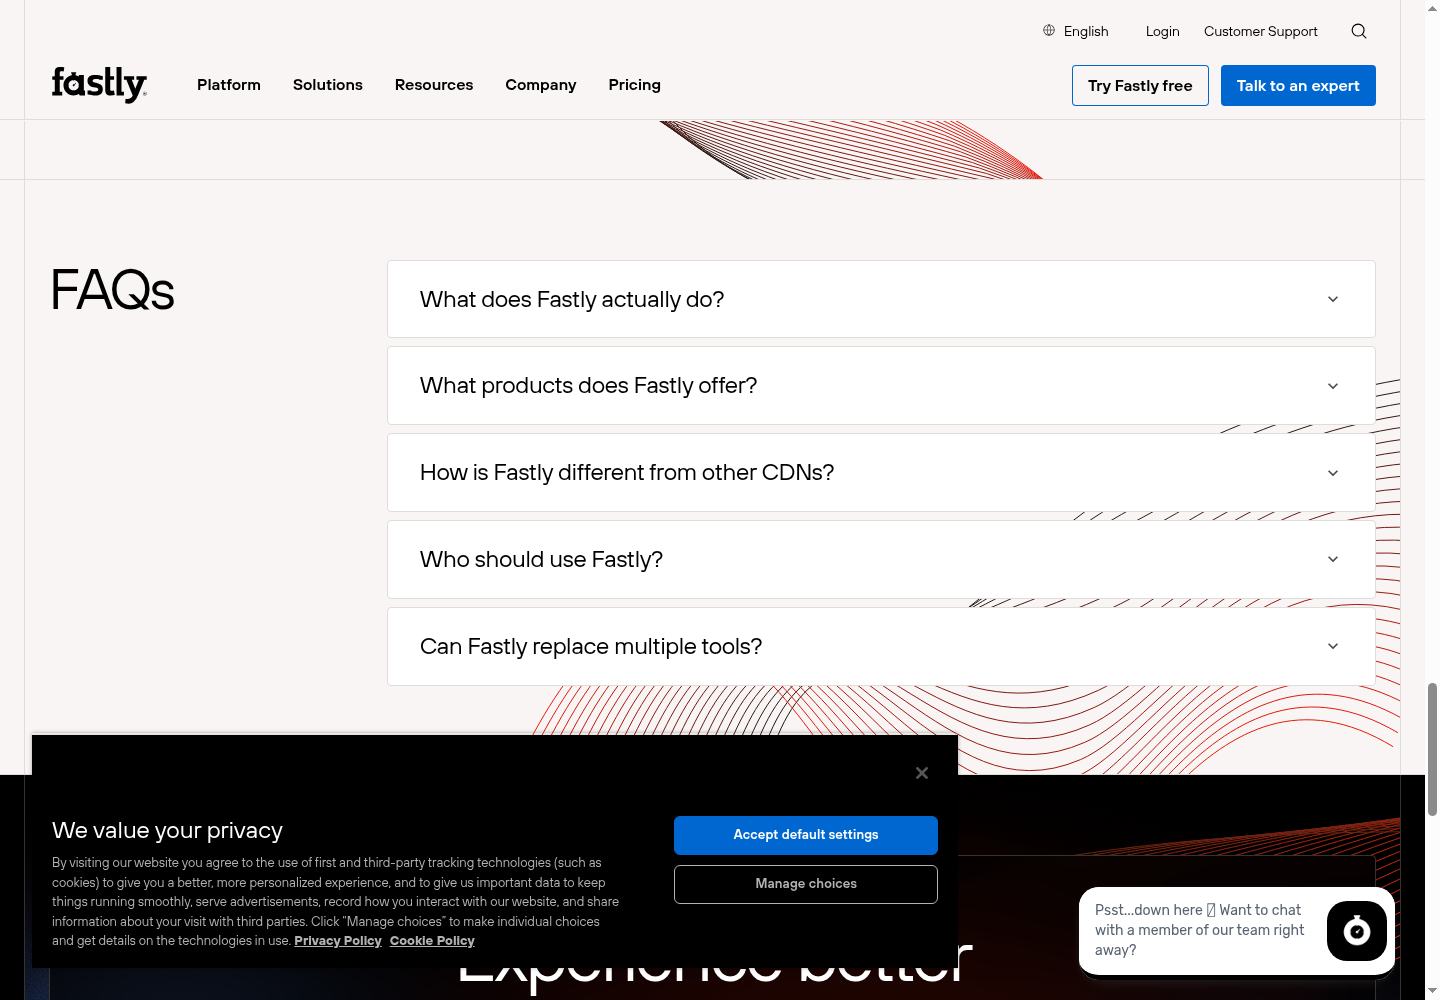 English
Login
Customer Support
fastly
Platform
Solutions
Resources
Company
Pricing
Try Fastly free
Talk to an expert
FAQs
What does Fastly actually do?
What products does Fastly offer?
How is Fastly different from other CDNs?
Who should use Fastly?
Can Fastly replace multiple tools?
We value your privacy
By visiting our website you agree to the use of first and third-party tracking technologies (such as
cookies) to give you a better, more personalized experience, and to give us important data to keep
things running smoothly, serve advertisements, record how you interact with our website, and share
information about your visit with third parties. Click “Manage choices” to make individual choices
and get details on the technologies in use. Privacy Policy Cookie Policy
Accept default settings
Manage choices
Experience better
Psst...down here Want to chat
with a member of our team right
away?